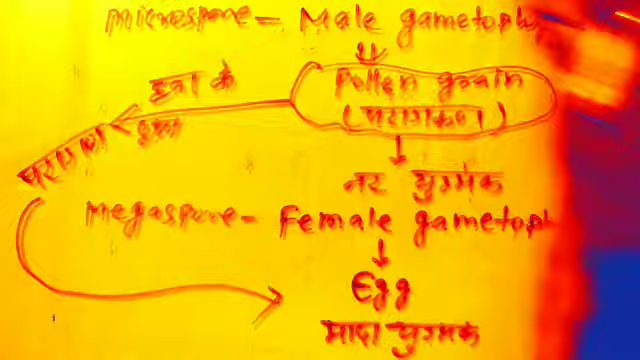 Microspore = Male gametoph
Pollen grain
हवा के
(परागकण)
द्वारा
परागण
नर युग्मक
Megaspore = Female gametoph
Egg
मादा युग्मक